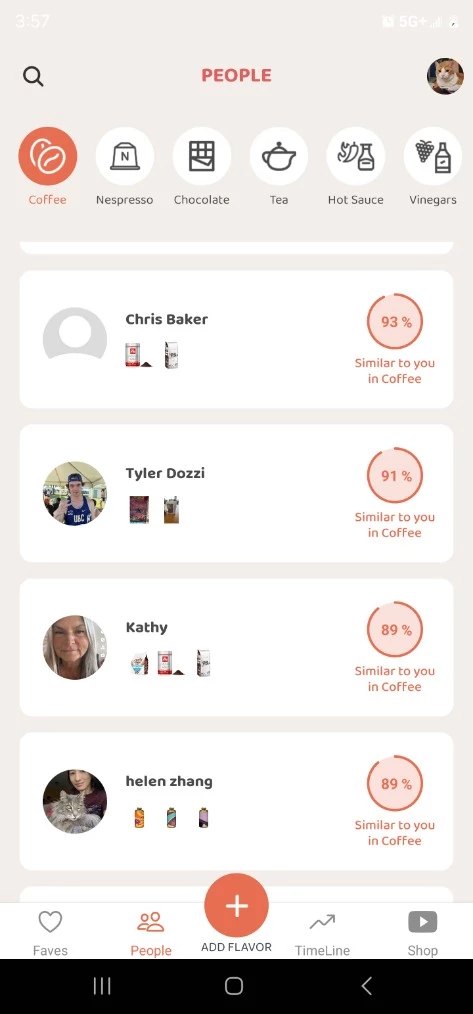 3:57
5G+
PEOPLE
N
Coffee
Nespresso
Chocolate
Tea
Hot Sauce
Vinegars
Chris Baker
93 %
Similar to you
in Coffee
Tyler Dozzi
UBC
91 %
Similar to you
in Coffee
Kathy
89 %
Similar to you
in Coffee
helen zhang
89 %
Similar to you
in Coffee
Faves
People
ADD FLAVOR
TimeLine
Shop